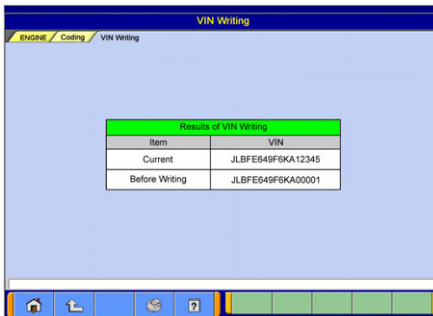 VIN Writing
ENGINE Coding VIN Writing
Results of VIN Writing
Item VIN
Current JLBFE649F6KA12345
Before Writing JLBFE649F6KA00001
?